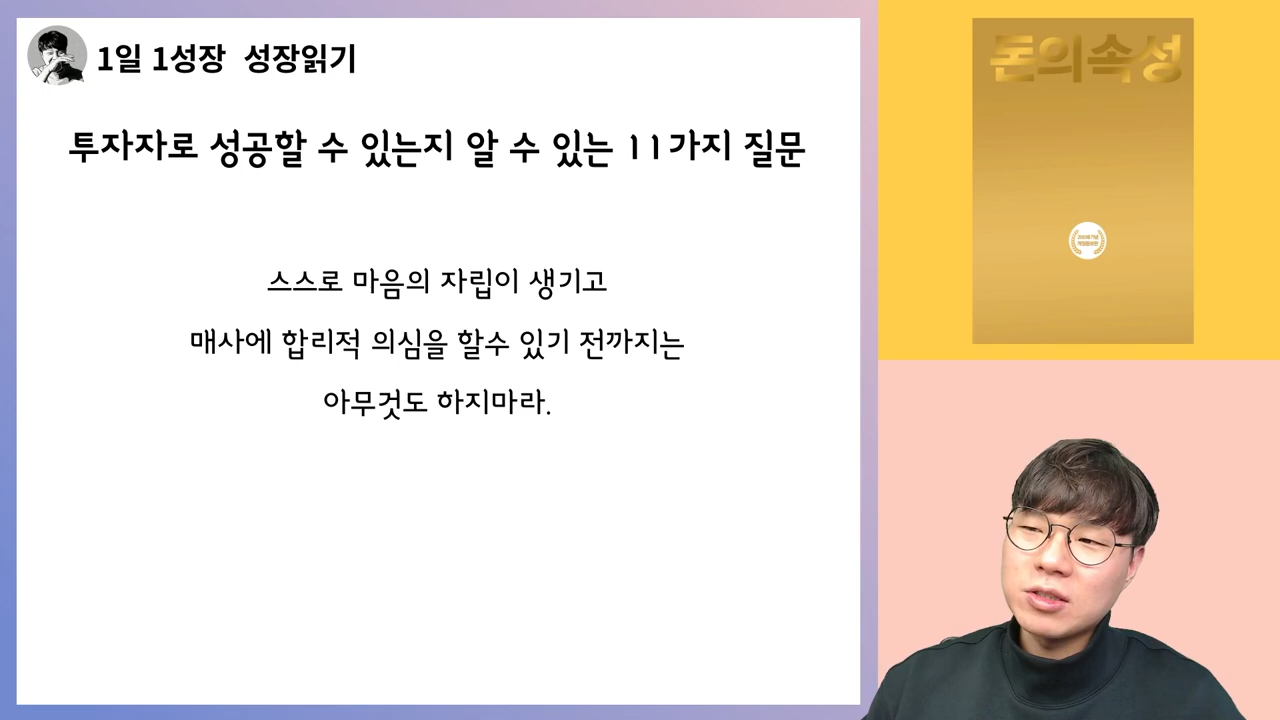 1일 1성장 성장읽기
투자자로 성공할 수 있는지 알 수 있는 11가지 질문
스스로 마음의 자립이 생기고
매사에 합리적 의심을 할수 있기 전까지는
아무것도 하지마라.
돈의 속성